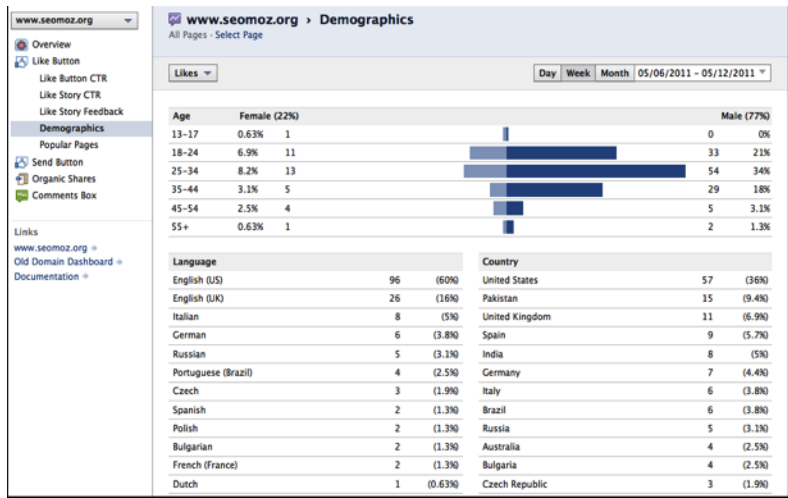 www.seomoz.org
Overview
Like Button
Like Button CTR
Like Story CTR
Like Story Feedback
Demographics
Popular Pages
Send Button
Organic Shares
Comments Box
Links
www.seomoz.org
Old Domain Dashboard
Documentation
www.seomoz.org › Demographics
All Pages - Select Page
Likes Day Week Month 05/06/2011 - 05/12/2011
Age Female (22%) Male (77%)
13-17 0.63% 1 0 0%
18-24 6.9% 11 33 21%
25-34 8.2% 13 54 34%
35-44 3.1% 5 29 18%
45-54 2.5% 4 5 3.1%
55+ 0.63% 1 2 1.3%
Language
English (US) 96 (60%)
English (UK) 26 (16%)
Italian 8 (5%)
German 6 (3.8%)
Russian 5 (3.1%)
Portuguese (Brazil) 4 (2.5%)
Czech 3 (1.9%)
Spanish 2 (1.3%)
Polish 2 (1.3%)
Bulgarian 2 (1.3%)
French (France) 2 (1.3%)
Dutch 1 (0.63%)
Country
United States 57 (36%)
Pakistan 15 (9.4%)
United Kingdom 11 (6.9%)
Spain 9 (5.7%)
India 8 (5%)
Germany 7 (4.4%)
Italy 6 (3.8%)
Brazil 6 (3.8%)
Russia 5 (3.1%)
Australia 4 (2.5%)
Bulgaria 4 (2.5%)
Czech Republic 3 (1.9%)